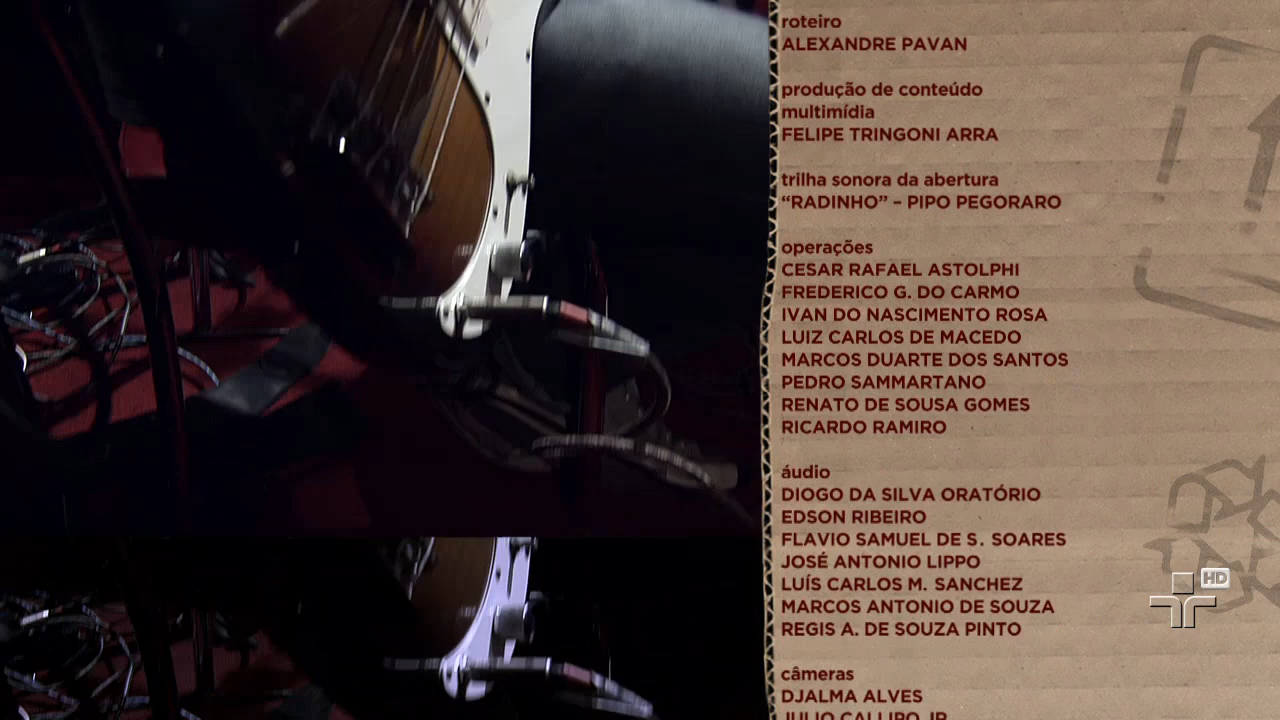 roteiro
ALEXANDRE PAVAN
produção de conteúdo
multimídia
FELIPE TRINGONI ARRA
trilha sonora da abertura
“RADINHO” – PIPO PEGORARO
operações
CESAR RAFAEL ASTOLPHI
FREDERICO G. DO CARMO
IVAN DO NASCIMENTO ROSA
LUIZ CARLOS DE MACEDO
MARCOS DUARTE DOS SANTOS
PEDRO SAMMARTANO
RENATO DE SOUSA GOMES
RICARDO RAMIRO
áudio
DIOGO DA SILVA ORATÓRIO
EDSON RIBEIRO
FLAVIO SAMUEL DE S. SOARES
JOSÉ ANTONIO LIPPO
LUÍS CARLOS M. SANCHEZ
HD
MARCOS ANTONIO DE SOUZA
REGIS A. DE SOUZA PINTO
câmeras
DJALMA ALVES
JULIO CALLIPO JR